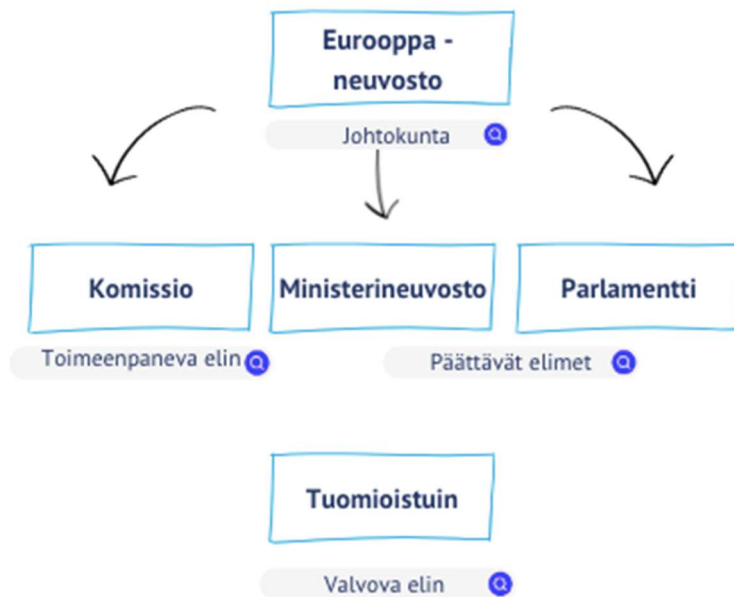 Eurooppa -
neuvosto
Johtokunta
Komissio
Ministerineuvosto
Parlamentti
Toimeenpaneva elin
Päättävät elimet
Tuomioistuin
Valvova elin